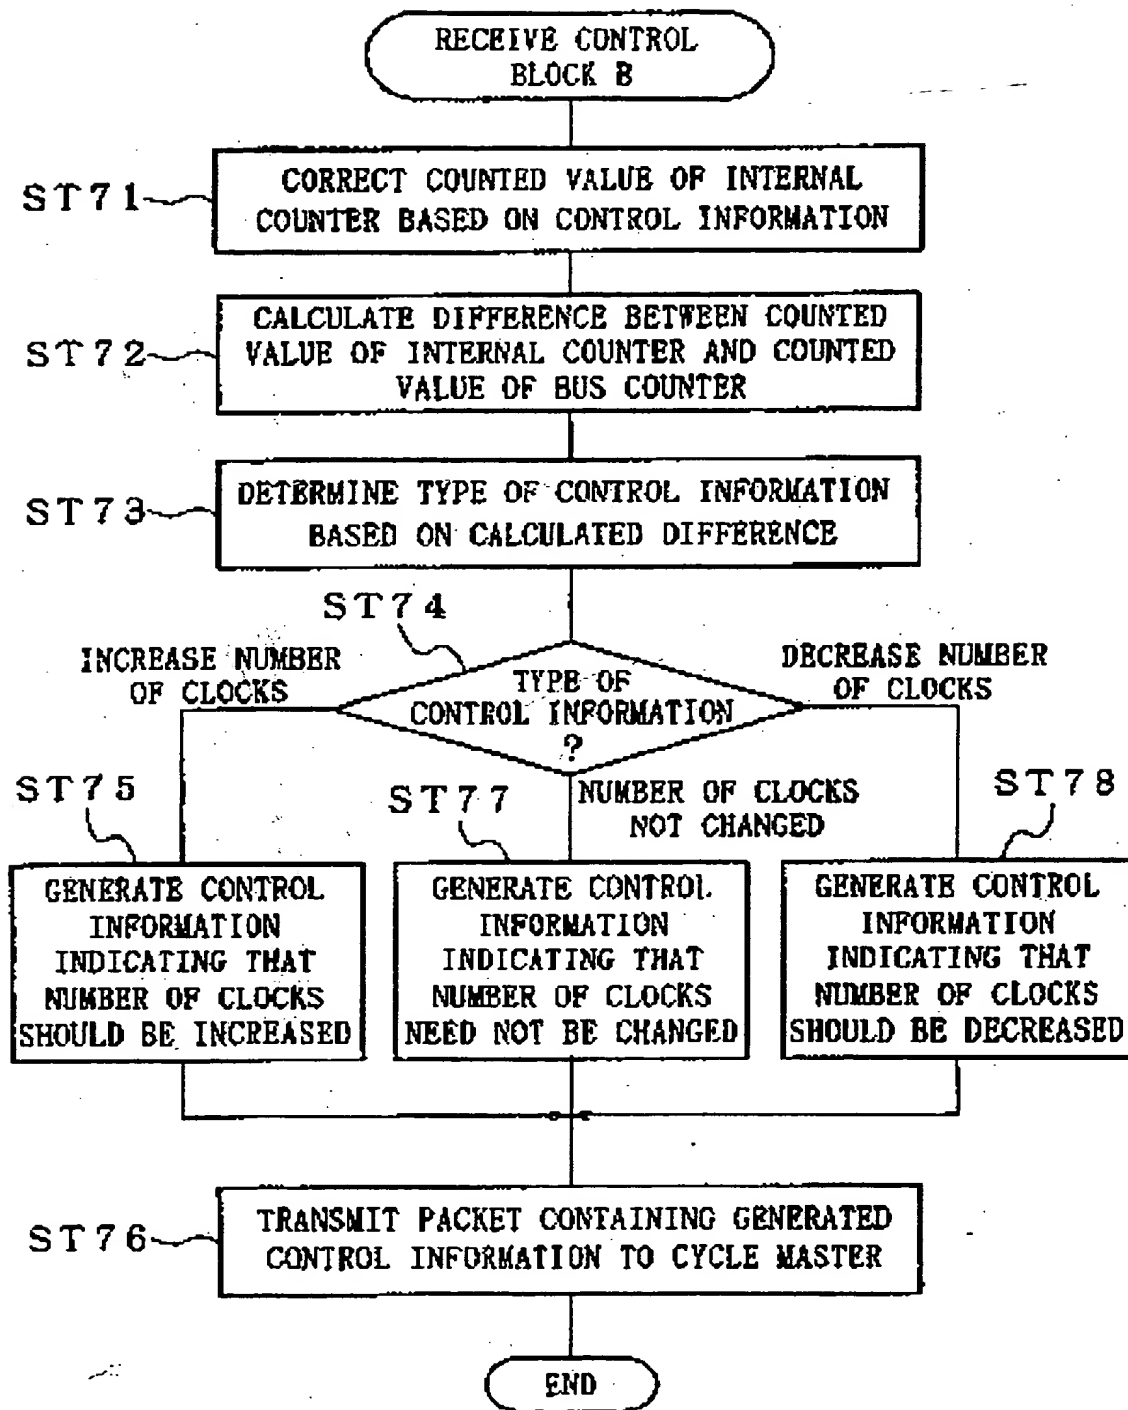 RECEIVE CONTROL
BLOCK B
ST71
CORRECT COUNTED VALUE OF INTERNAL
COUNTER BASED ON CONTROL INFORMATION
ST72
CALCULATE DIFFERENCE BETWEEN COUNTED
VALUE OF INTERNAL COUNTER AND COUNTED
VALUE OF BUS COUNTER
ST73
DETERMINE TYPE OF CONTROL INFORMATION
BASED ON CALCULATED DIFFERENCE
ST74
INCREASE NUMBER
OF CLOCKS
TYPE OF
CONTROL INFORMATION
?
DECREASE NUMBER
OF CLOCKS
NUMBER OF CLOCKS
NOT CHANGED
ST75
GENERATE CONTROL
INFORMATION
INDICATING THAT
NUMBER OF CLOCKS
SHOULD BE INCREASED
ST77
GENERATE CONTROL
INFORMATION
INDICATING THAT
NUMBER OF CLOCKS
NEED NOT BE CHANGED
ST78
GENERATE CONTROL
INFORMATION
INDICATING THAT
NUMBER OF CLOCKS
SHOULD BE DECREASED
ST76
TRANSMIT PACKET CONTAINING GENERATED
CONTROL INFORMATION TO CYCLE MASTER
END